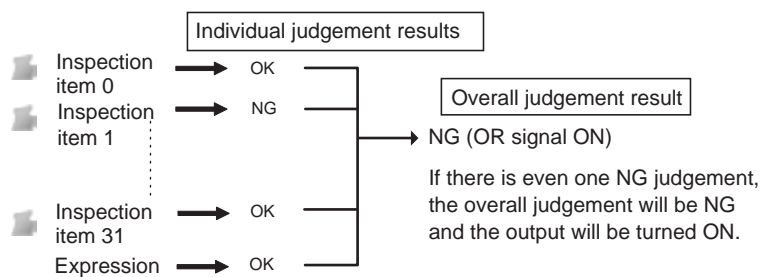 Individual judgement results
Inspection
item 0
OK
Inspection
item 1
NG
Overall judgement result
NG (OR signal ON)
If there is even one NG judgement,
the overall judgement will be NG
and the output will be turned ON.
Inspection
item 31
OK
Expression
OK